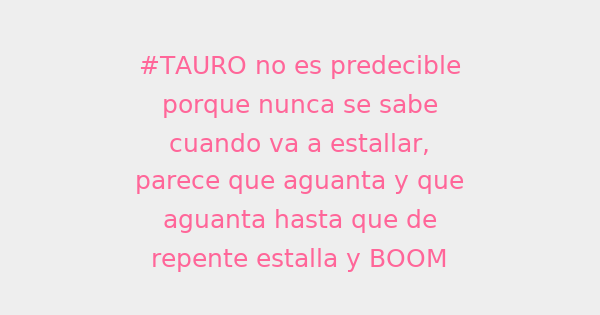 #TAURO no es predecible
porque nunca se sabe
cuando va a estallar,
parece que aguanta y que
aguanta hasta que de
repente estalla y BOOM